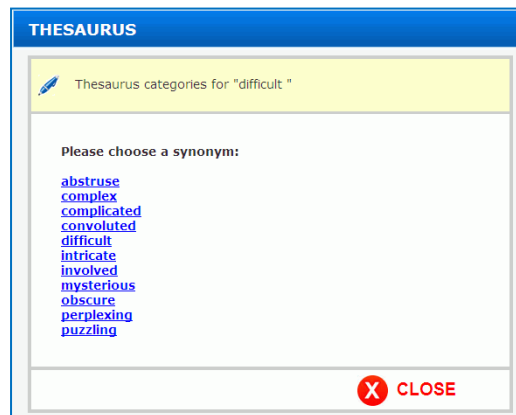 THESAURUS
Thesaurus categories for "difficult "
Please choose a synonym:
abstruse
complex
complicated
convoluted
difficult
intricate
involved
mysterious
obscure
perplexing
puzzling
X CLOSE